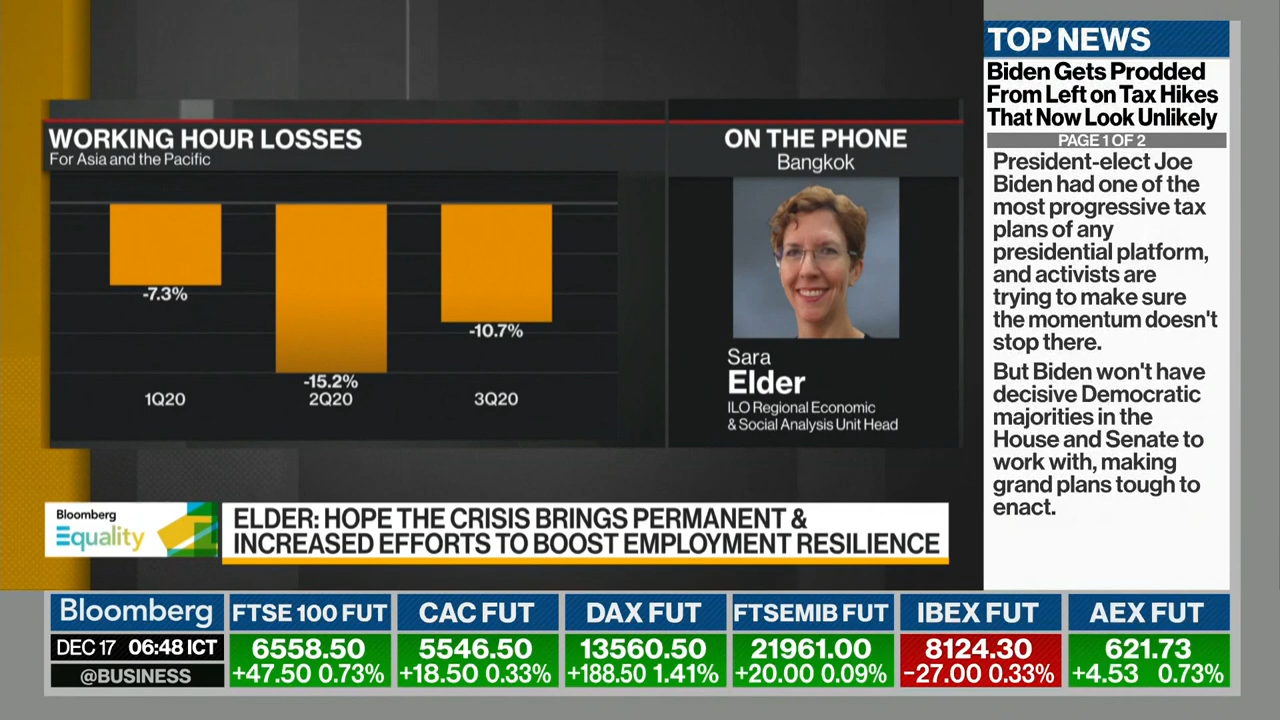 WORKING HOUR LOSSES
For Asia and the Pacific
-7.3%
-15.2%
-10.7%
1Q20
2Q20
3Q20
ON THE PHONE
Bangkok
Sara
Elder
ILO Regional Economic
& Social Analysis Unit Head
TOP NEWS
Biden Gets Prodded
From Left on Tax Hikes
That Now Look Unlikely
PAGE 1 OF 2
President-elect Joe
Biden had one of the
most progressive tax
plans of any
presidential platform,
and activists are
trying to make sure
the momentum doesn't
stop there.
But Biden won't have
decisive Democratic
majorities in the
House and Senate to
work with, making
grand plans tough to
enact.
Bloomberg
Equality
ELDER: HOPE THE CRISIS BRINGS PERMANENT &
INCREASED EFFORTS TO BOOST EMPLOYMENT RESILIENCE
Bloomberg
DEC 17 06:48 ICT
@BUSINESS
FTSE 100 FUT
6558.50
+47.50 0.73%
CAC FUT
5546.50
+18.50 0.33%
DAX FUT
13560.50
+188.50 1.41%
FTSEMIB FUT
21961.00
+20.00 0.09%
IBEX FUT
8124.30
-27.00 0.33%
AEX FUT
621.73
+4.53 0.73%